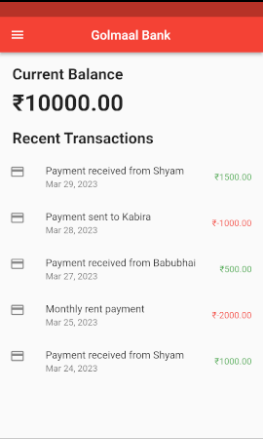 Golmaal Bank
Current Balance
₹10000.00
Recent Transactions
Payment received from Shyam
₹1500.00
Mar 29, 2023
Payment sent to Kabira
₹-1000.00
Mar 28, 2023
Payment received from Babubhai
₹500.00
Mar 27, 2023
Monthly rent payment
₹-2000.00
Mar 25, 2023
Payment received from Shyam
₹1000.00
Mar 24, 2023